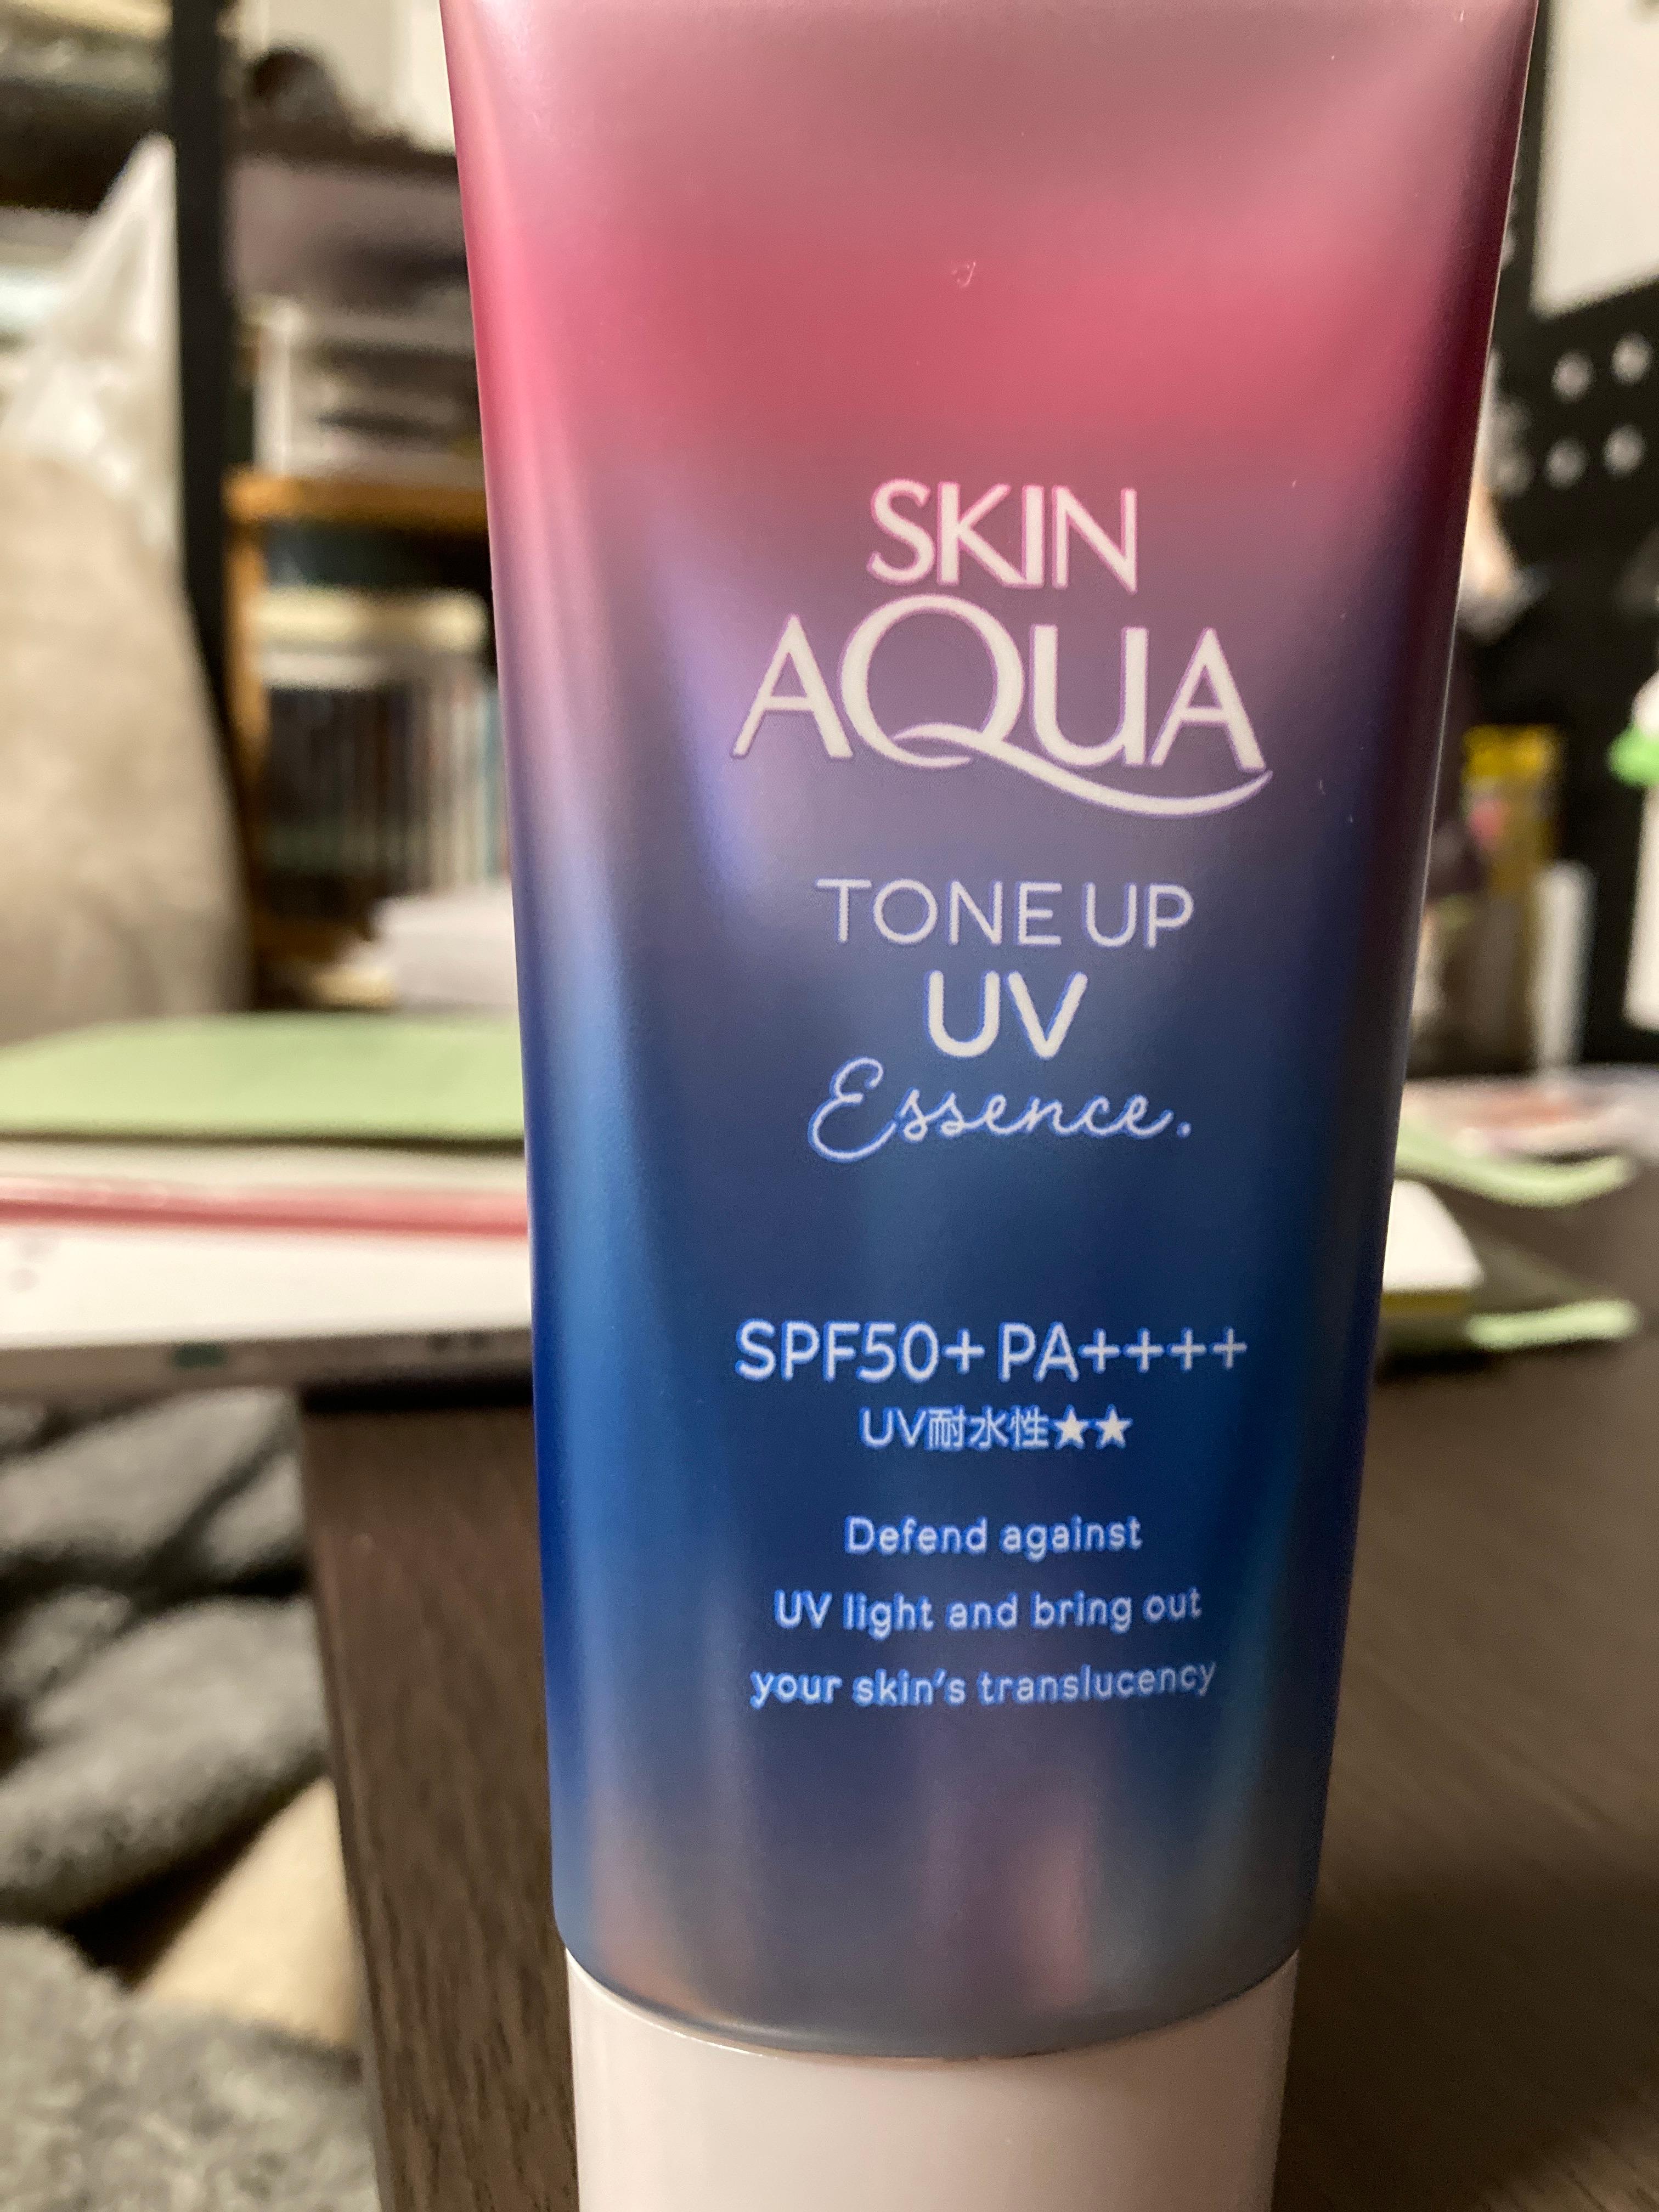 SKIN
AQUA
TONE UP
UV
Essence.
SPF50+ PA++++
UV耐水性★★
Defend against
UV light and bring out
your skin's translucency